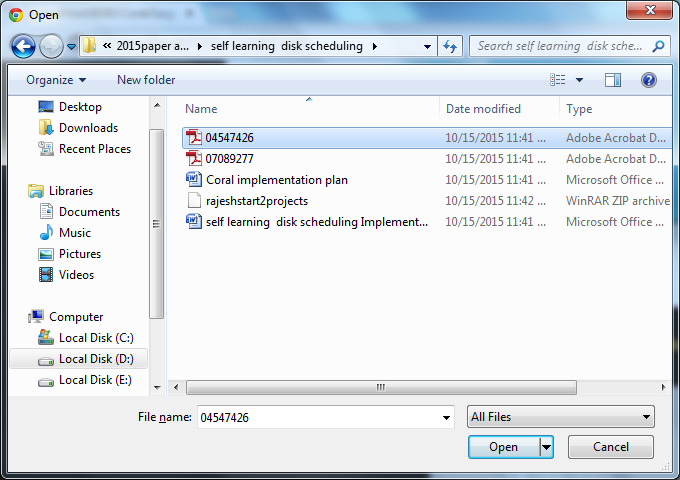 Open
« 2015paper a... ▸ self learning  disk scheduling ▸
Search self learning  disk sche...
Organize New folder
Name Date modified Type
Desktop
Downloads
Recent Places
Libraries
Documents
Music
Pictures
Videos
Computer
Local Disk (C:)
Local Disk (D:)
Local Disk (E:)
04547426 10/15/2015 11:41 ... Adobe Acrobat D...
07089277 10/15/2015 11:41 ... Adobe Acrobat D...
Coral implementation plan 10/15/2015 11:41 ... Microsoft Office ...
rajeshstart2projects 10/15/2015 11:42 ... WinRAR ZIP archive
self learning  disk scheduling Implement... 10/15/2015 11:41 ... Microsoft Office ...
File name: 04547426 All Files
Open Cancel